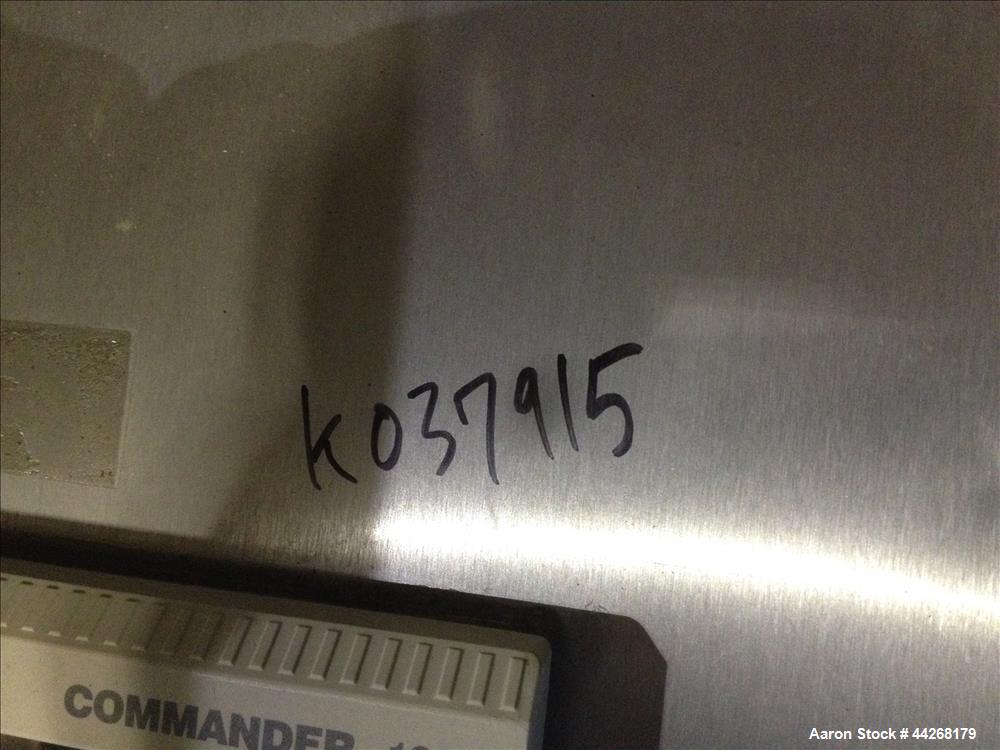 K037915
COMMANDER
Aaron Stock # 44268179